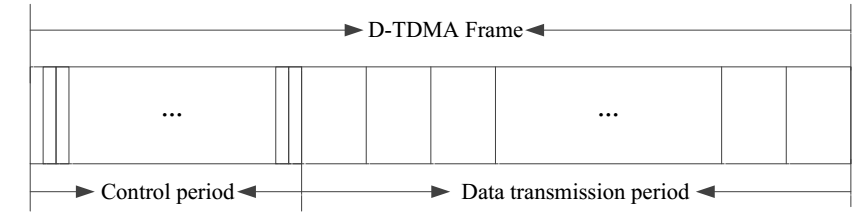 D-TDMA Frame
... ...
Control period Data transmission period